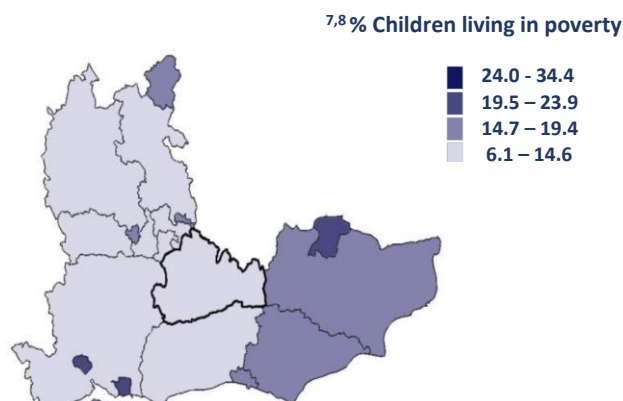 7,8 % Children living in poverty
24.0 - 34.4
19.5 – 23.9
14.7 – 19.4
6.1 – 14.6